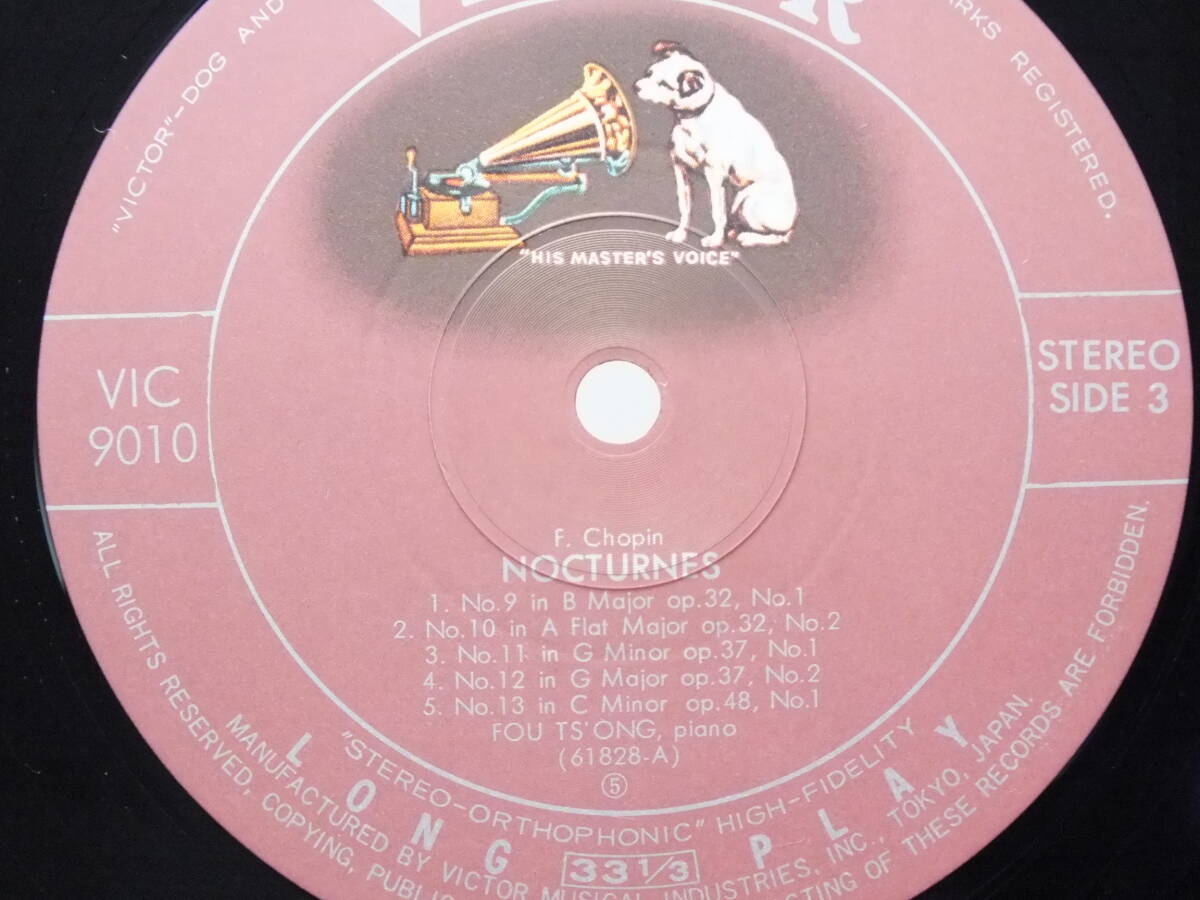 "VICTOR"-DOG AND
MARKS REGISTERED.
"HIS MASTER'S VOICE"
VIC
9010
STEREO
SIDE 3
F. Chopin
NOCTURNES
1. No.9 in B Major op.32, No.1
2. No.10 in A Flat Major op.32, No.2
3. No.11 in G Minor op.37, No.1
4. No.12 in G Major op.37, No.2
5. No.13 in C Minor op.48, No.1
FOU TS'ONG, piano
(61828-A)
⑤
"STEREO-ORTHOPHONIC" HIGH-FIDELITY
LONG 33 1/3 PLAY
MANUFACTURED BY VICTOR MUSICAL INDUSTRIES, INC., TOKYO, JAPAN.
ALL RIGHTS RESERVED, COPYING, PUBLIC
OF THESE RECORDS ARE FORBIDDEN.